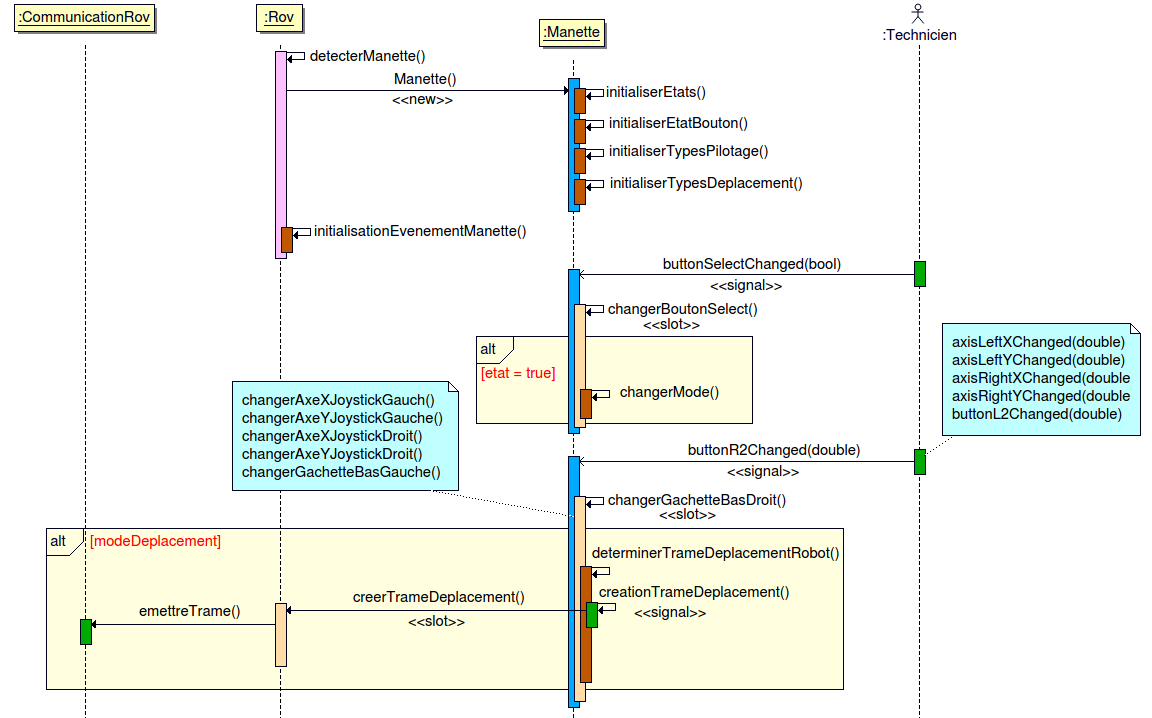 :CommunicationRov
:Rov
:Manette
:Technicien
detecterManette()
Manette()
<<new>>
initialiserEtats()
initialiserEtatBouton()
initialiserTypesPilotage()
initialiserTypesDeplacement()
initialisationEvenementManette()
buttonSelectChanged(bool)
<<signal>>
changerBoutonSelect()
<<slot>>
alt
[etat = true]
changerMode()
axisLeftXChanged(double)
axisLeftYChanged(double)
axisRightXChanged(double
axisRightYChanged(double
buttonL2Changed(double)
changerAxeXJoystickGauch()
changerAxeYJoystickGauche()
changerAxeXJoystickDroit()
changerAxeYJoystickDroit()
changerGachetteBasGauche()
buttonR2Changed(double)
<<signal>>
changerGachetteBasDroit()
<<slot>>
alt
[modeDeplacement]
determinerTrameDeplacementRobot()
creationTrameDeplacement()
<<signal>>
creerTrameDeplacement()
<<slot>>
emettreTrame()